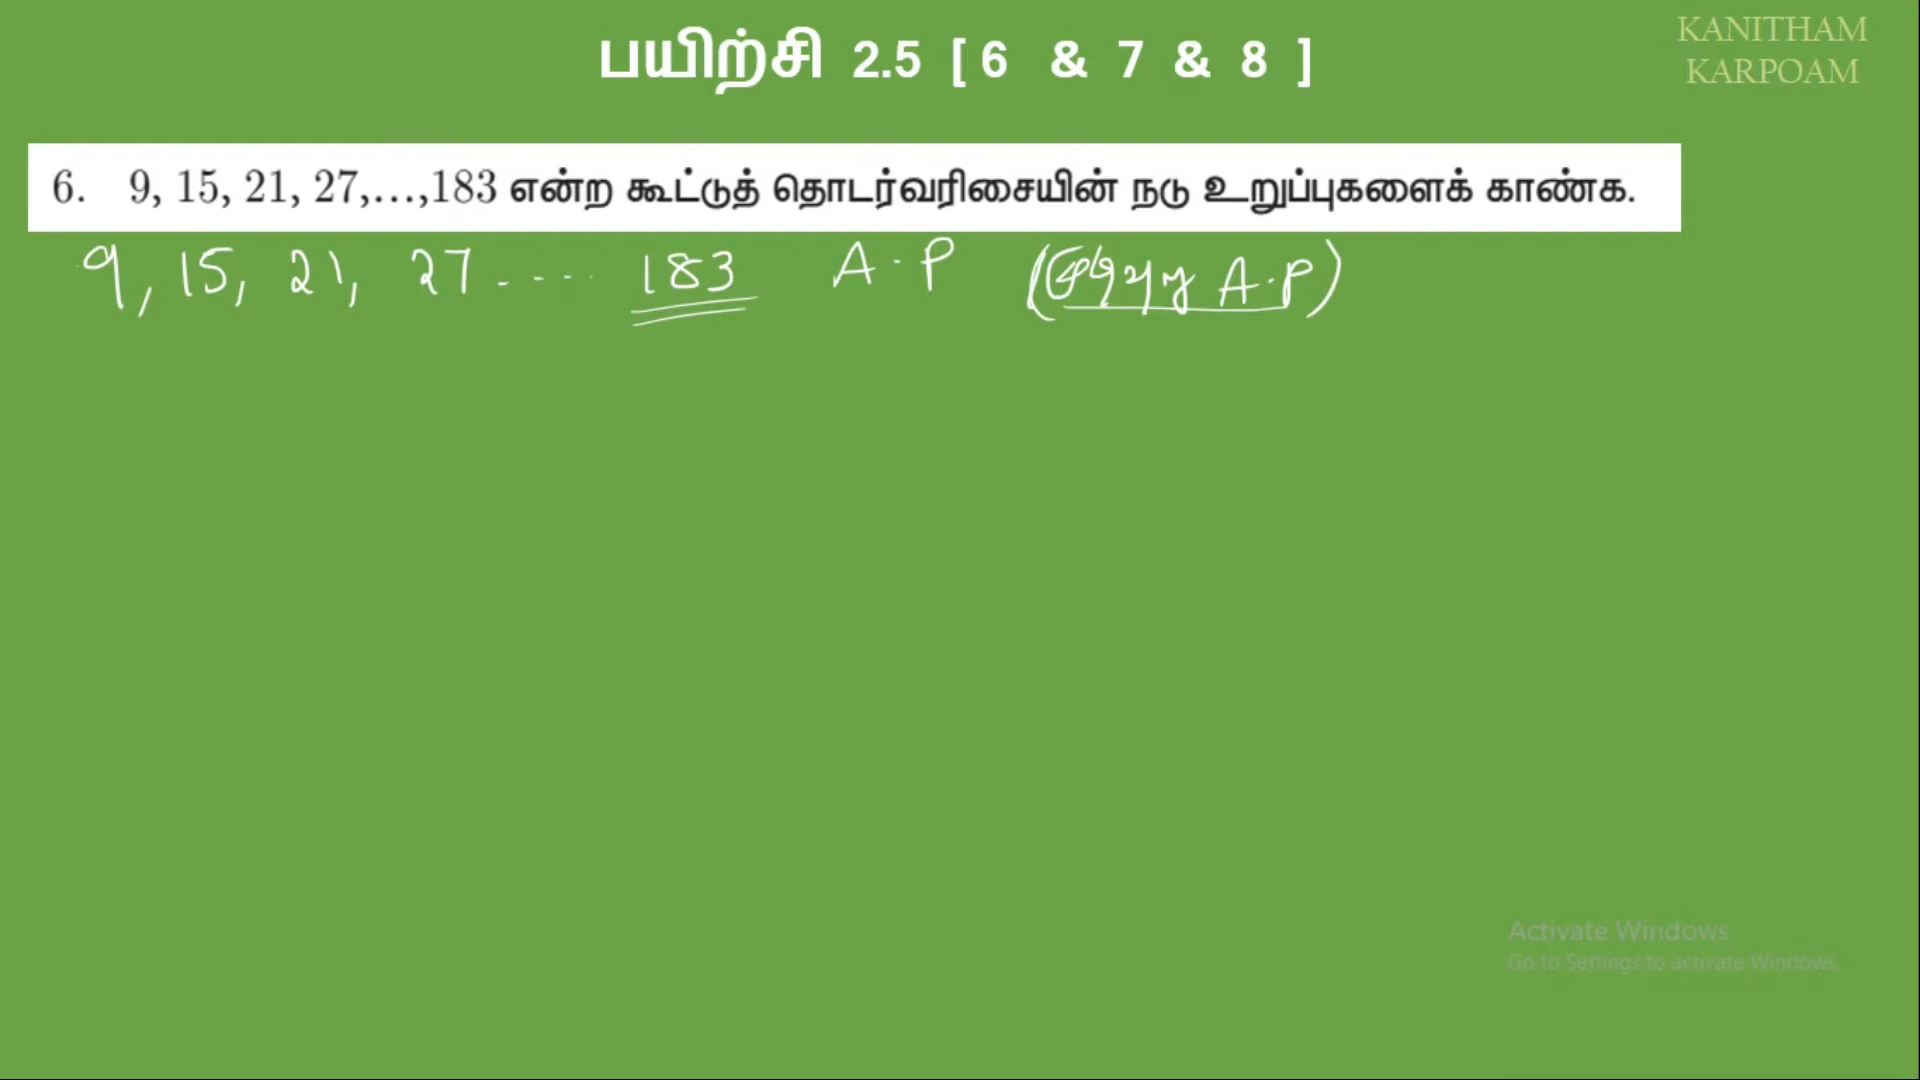 பயிற்சி 2.5 [ 6 & 7 & 8 ]
KANITHAM
KARPOAM
6. 9, 15, 21, 27,...,183 என்ற கூட்டுத் தொடர்வரிசையின் நடு உறுப்புகளைக் காண்க.
9, 15, 21, 27 - ... 183 A.P ( A.P)
Activate Windows
Go to Settings to activate Windows.